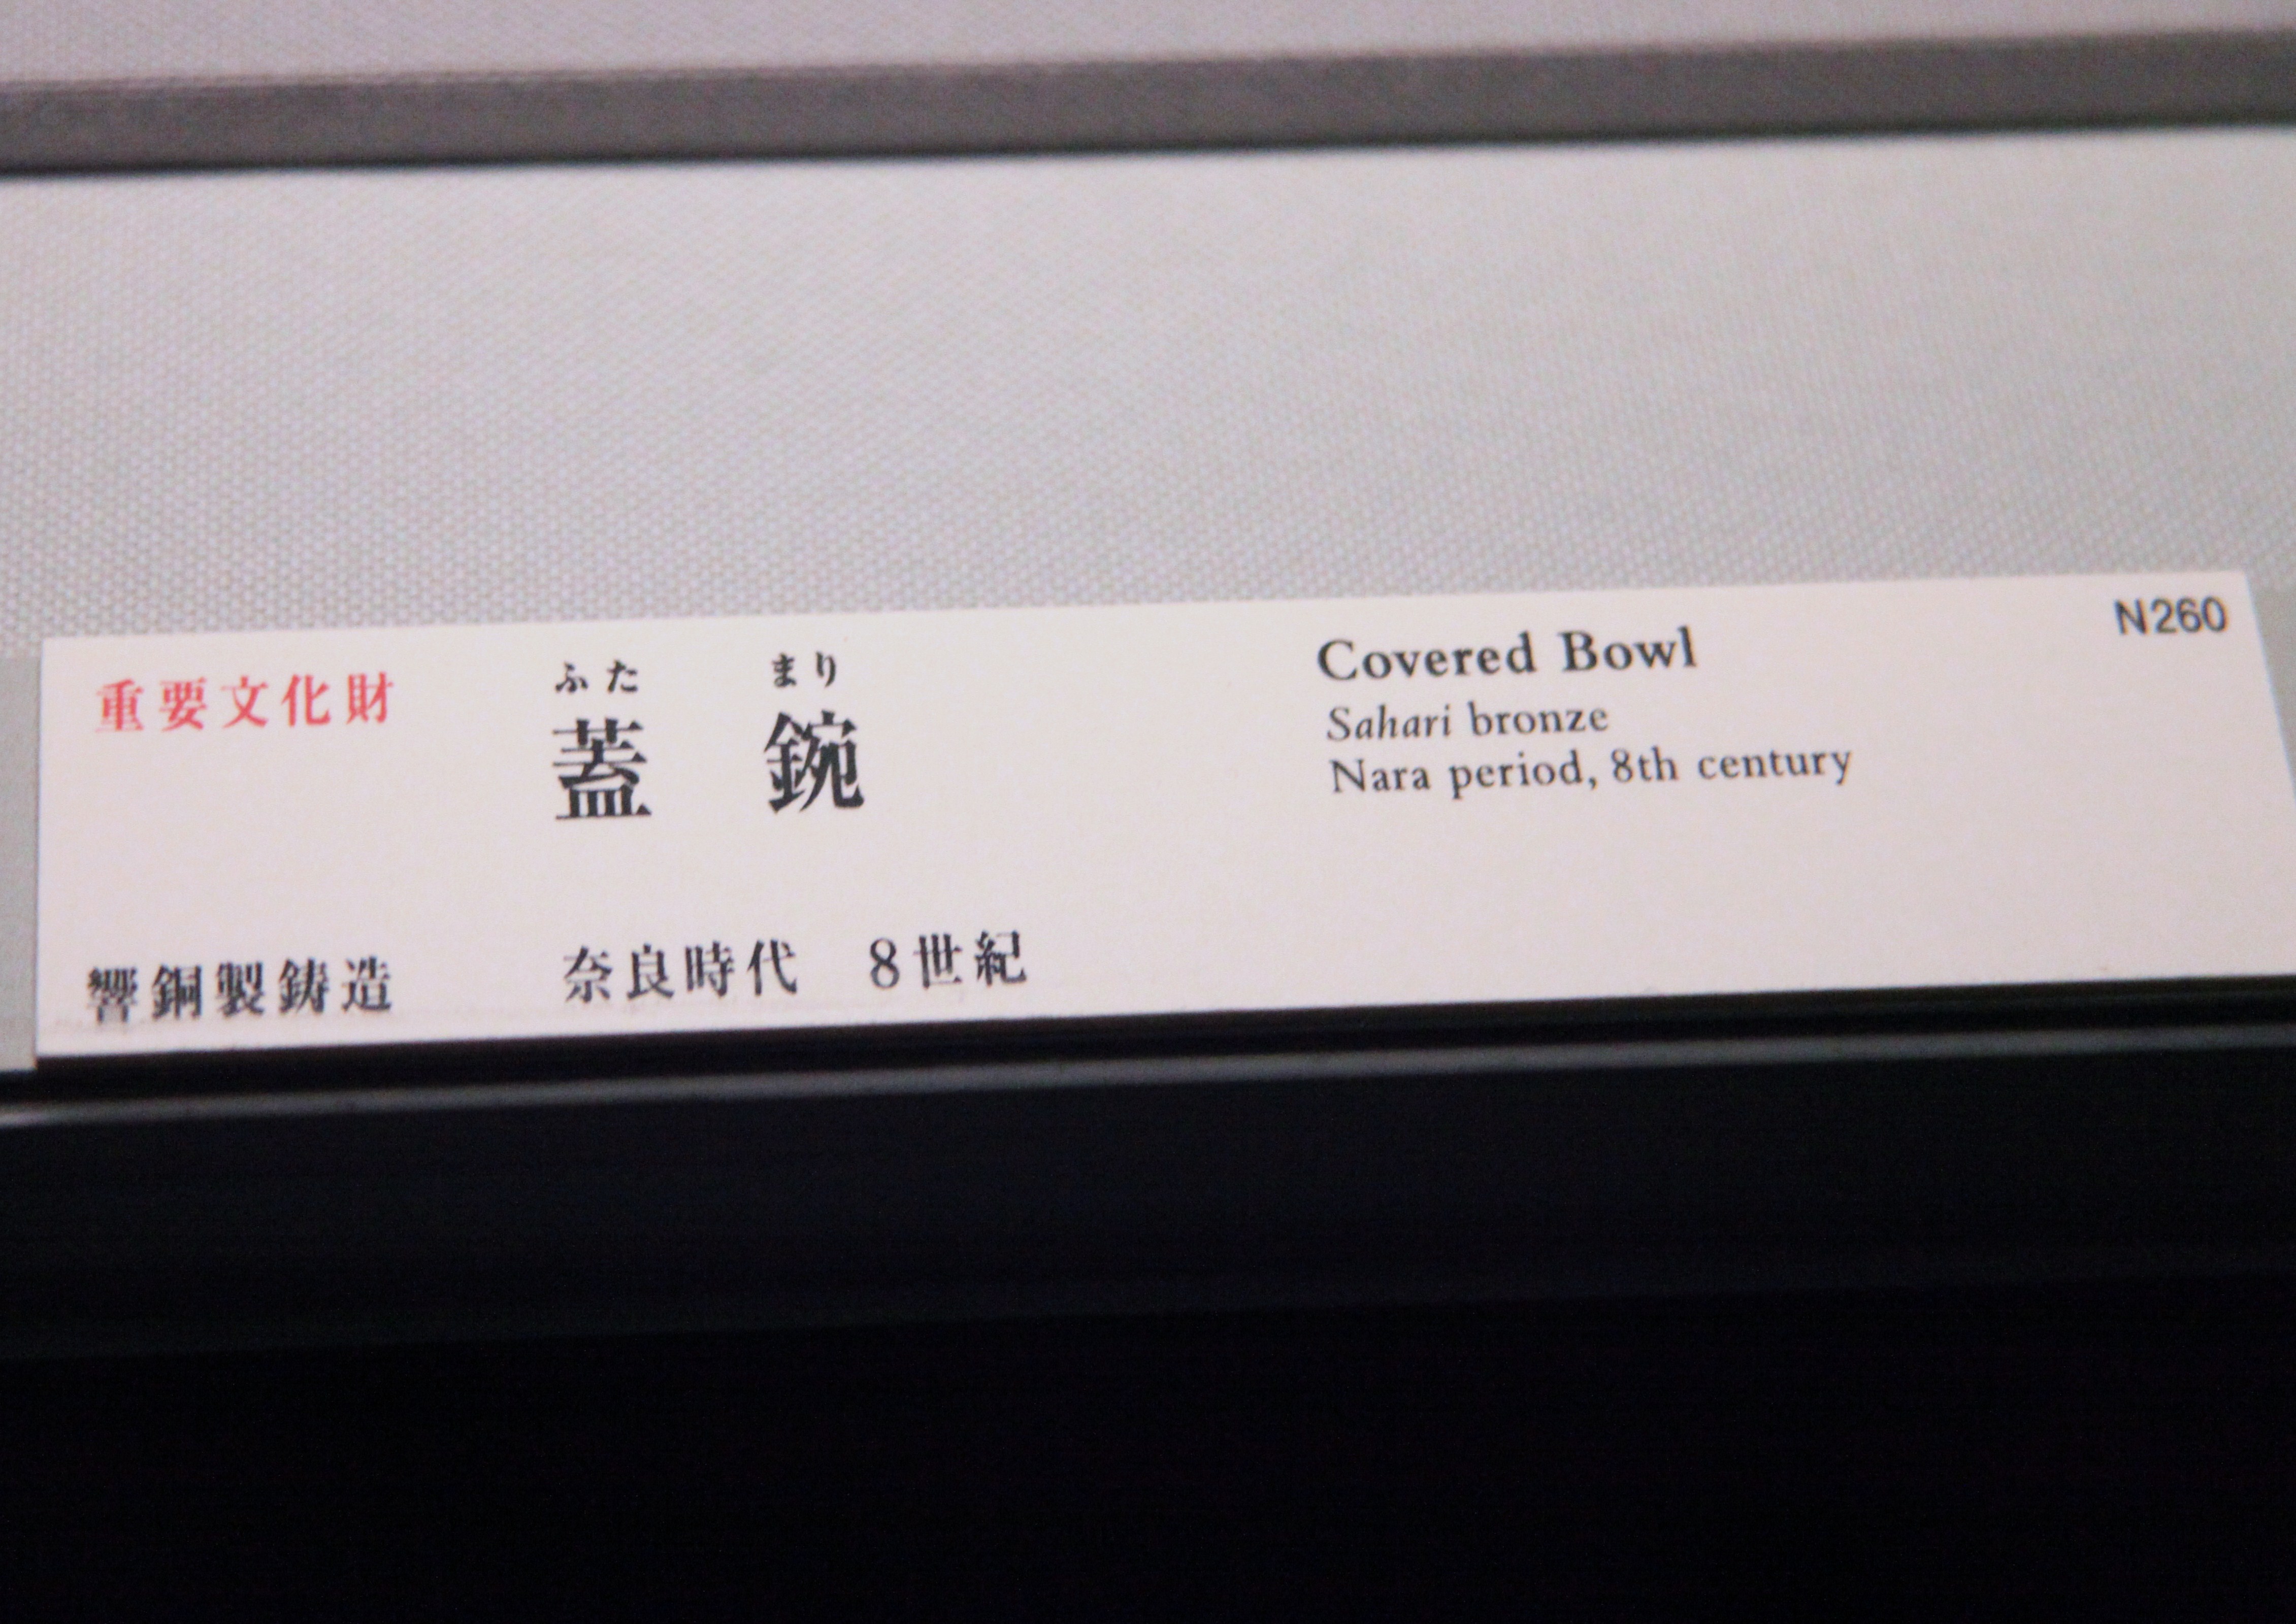 重要文化財
ふた まり
蓋 鋺
響銅製鋳造 奈良時代 8世紀
N260
Covered Bowl
Sahari bronze
Nara period, 8th century